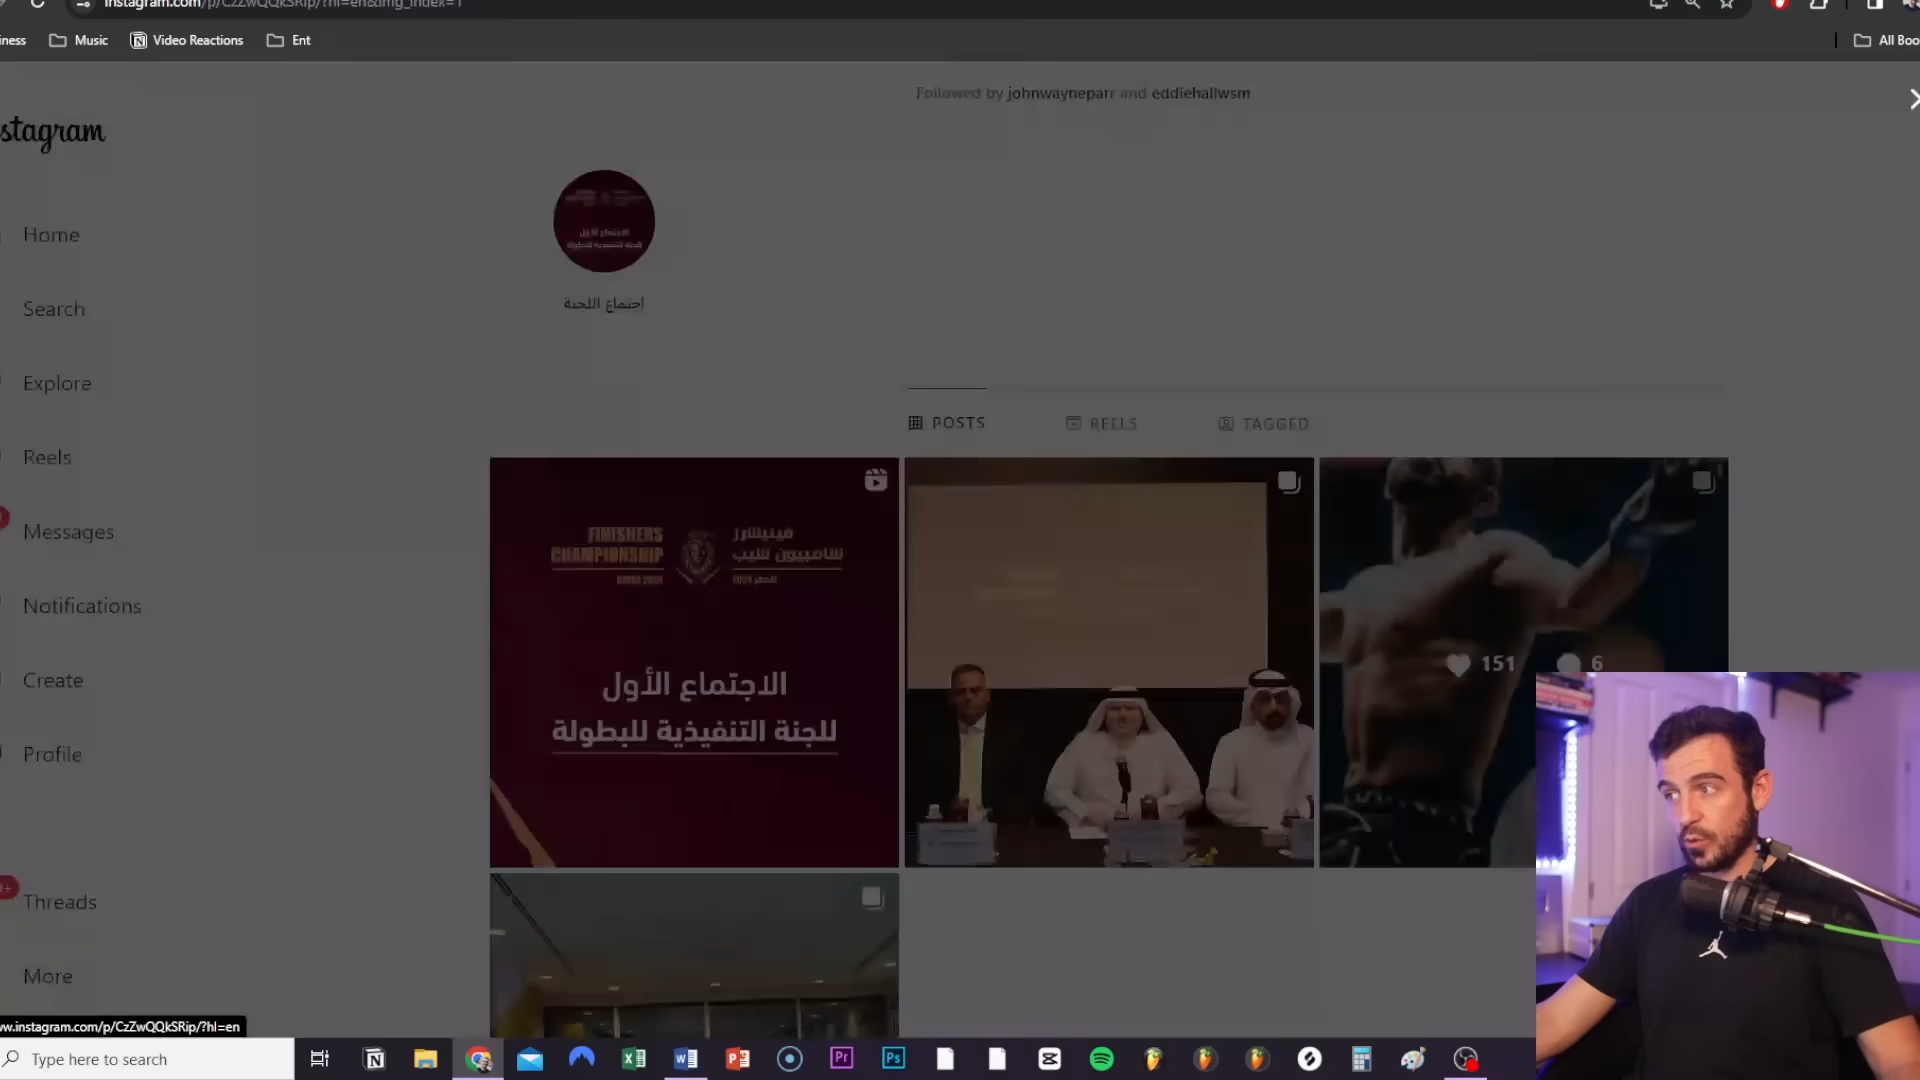 instagram.com/p/CzZwQQkSRip/?hl=en&img_index=1
iness
Music
Video Reactions
Ent
All Boo
Followed by johnwayneparr and eddiehallwsm
stagram
اجتماع اللجنة
Home
Search
Explore
Reels
Messages
Notifications
Create
Profile
Threads
More
POSTS
REELS
TAGGED
FINISHERS
CHAMPIONSHIP
فينيشرز
شامبيون شيب
الاجتماع الأول
للجنة التنفيذية للبطولة
151
6
ww.instagram.com/p/CzZwQQkSRip/?hl=en
Type here to search